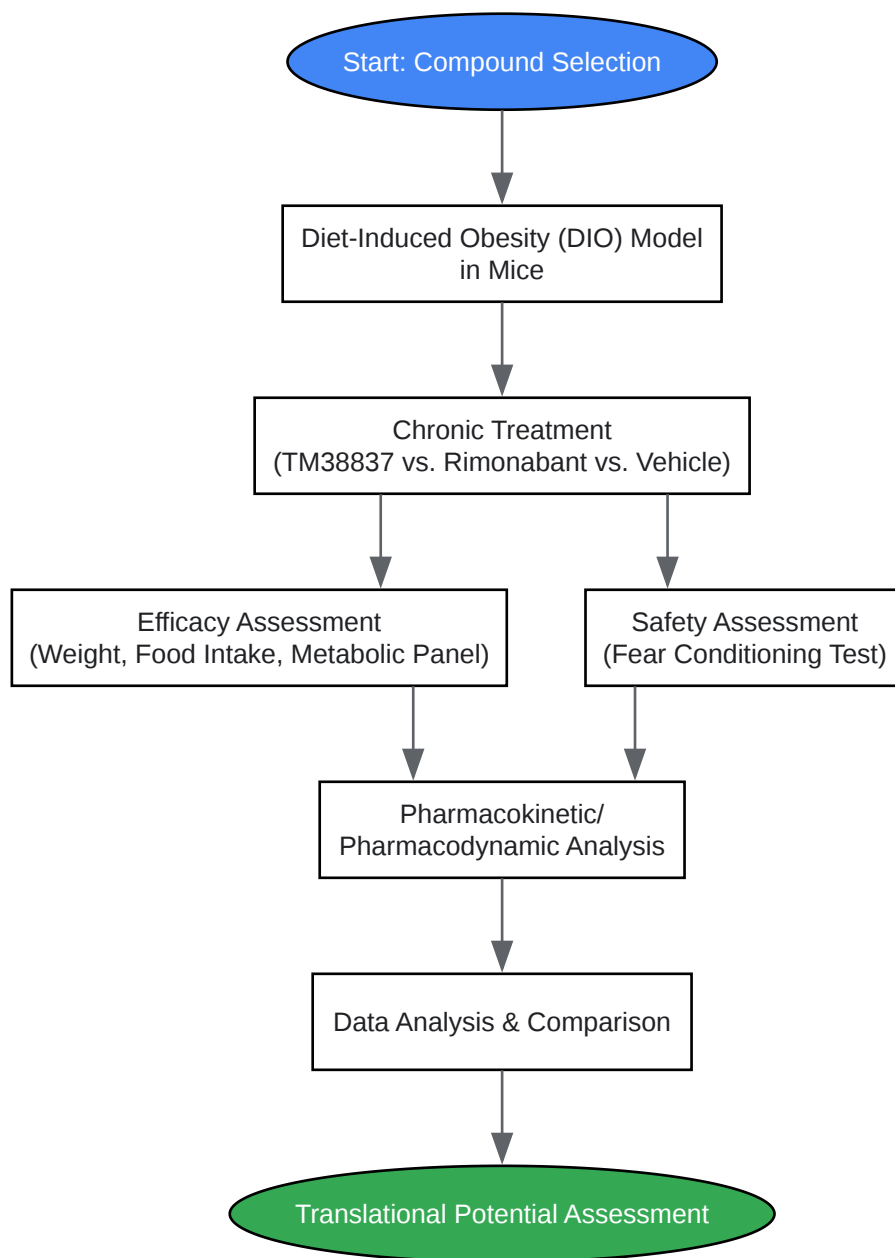 Start: Compound Selection
Diet-Induced Obesity (DIO) Model
in Mice
Chronic Treatment
(TM38837 vs. Rimonabant vs. Vehicle)
Efficacy Assessment
(Weight, Food Intake, Metabolic Panel)
Safety Assessment
(Fear Conditioning Test)
Pharmacokinetic/
Pharmacodynamic Analysis
Data Analysis & Comparison
Translational Potential Assessment